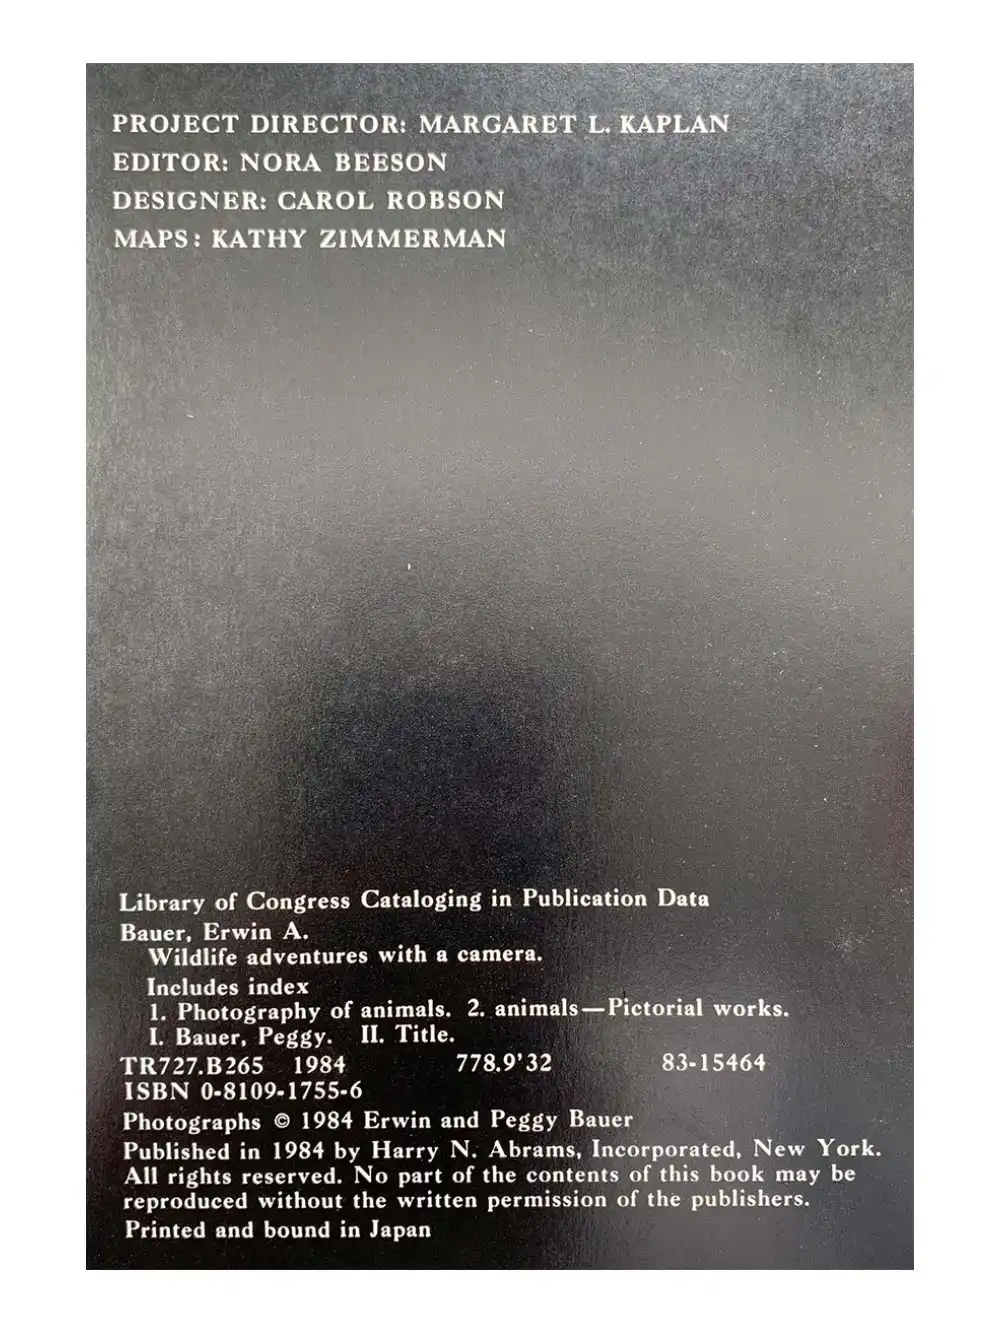 PROJECT DIRECTOR: MARGARET L. KAPLAN
EDITOR: NORA BEESON
DESIGNER: CAROL ROBSON
MAPS: KATHY ZIMMERMAN
Library of Congress Cataloging in Publication Data
Bauer, Erwin A.
Wildlife adventures with a camera.
Includes index
1. Photography of animals. 2. animals—Pictorial works.
I. Bauer, Peggy. II. Title.
TR727.B265 1984 778.9'32 83-15464
ISBN 0-8109-1755-6
Photographs © 1984 Erwin and Peggy Bauer
Published in 1984 by Harry N. Abrams, Incorporated, New York.
All rights reserved. No part of the contents of this book may be
reproduced without the written permission of the publishers.
Printed and bound in Japan